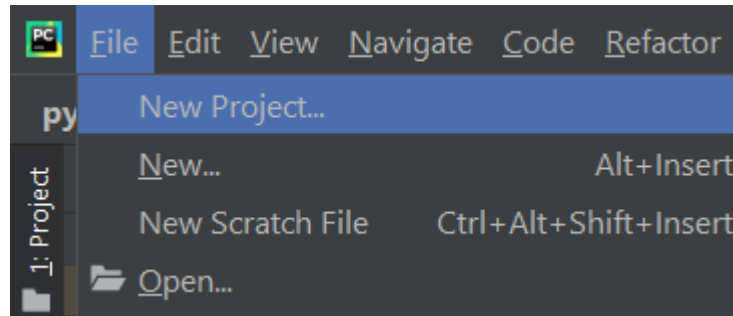 PC File Edit View Navigate Code Refactor
py
New Project...
New... Alt+Insert
New Scratch File Ctrl+Alt+Shift+Insert
Open...
1: Project